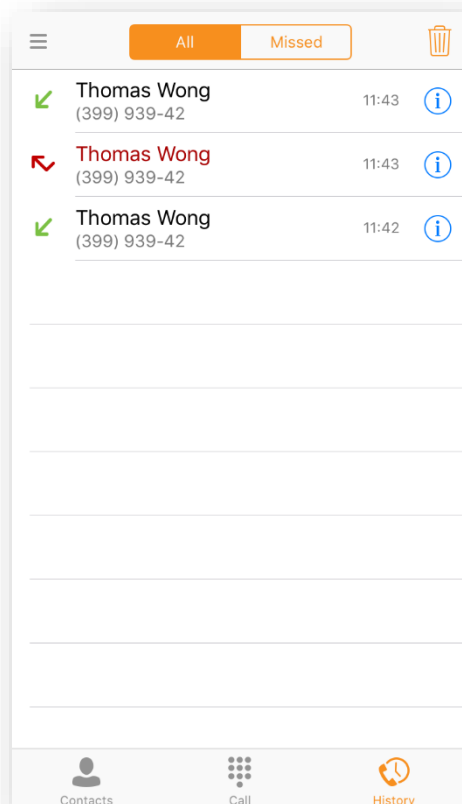 All Missed
Thomas Wong
(399) 939-42 11:43
Thomas Wong
(399) 939-42 11:43
Thomas Wong
(399) 939-42 11:42
Contacts Call History